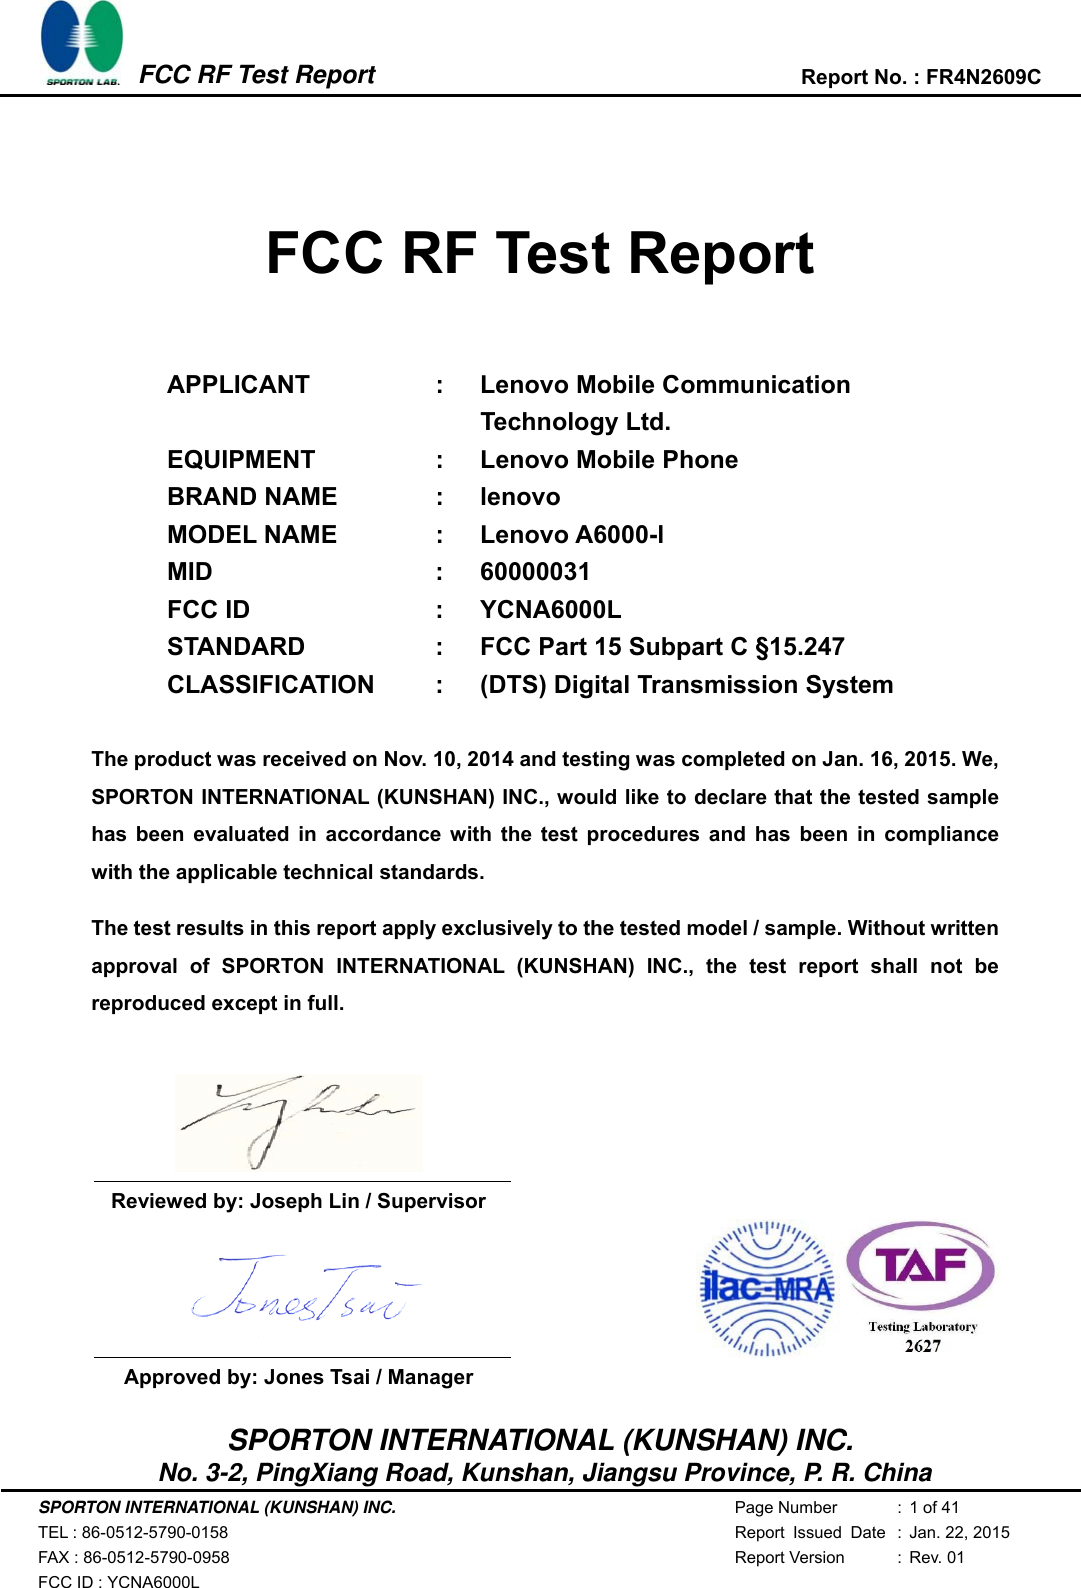 SPORTON LAB.
FCC RF Test Report
Report No. : FR4N2609C
FCC RF Test Report
APPLICANT : Lenovo Mobile Communication
Technology Ltd.
EQUIPMENT : Lenovo Mobile Phone
BRAND NAME : lenovo
MODEL NAME : Lenovo A6000-l
MID : 60000031
FCC ID : YCNA6000L
STANDARD : FCC Part 15 Subpart C §15.247
CLASSIFICATION : (DTS) Digital Transmission System
The product was received on Nov. 10, 2014 and testing was completed on Jan. 16, 2015. We,
SPORTON INTERNATIONAL (KUNSHAN) INC., would like to declare that the tested sample
has been evaluated in accordance with the test procedures and has been in compliance
with the applicable technical standards.
The test results in this report apply exclusively to the tested model / sample. Without written
approval of SPORTON INTERNATIONAL (KUNSHAN) INC., the test report shall not be
reproduced except in full.
Reviewed by: Joseph Lin / Supervisor
Jones Tsai
Approved by: Jones Tsai / Manager
ilac-MRA
TAF
Testing Laboratory
2627
SPORTON INTERNATIONAL (KUNSHAN) INC.
No. 3-2, PingXiang Road, Kunshan, Jiangsu Province, P. R. China
SPORTON INTERNATIONAL (KUNSHAN) INC.
TEL : 86-0512-5790-0158
FAX : 86-0512-5790-0958
FCC ID : YCNA6000L
Page Number : 1 of 41
Report Issued Date : Jan. 22, 2015
Report Version : Rev. 01